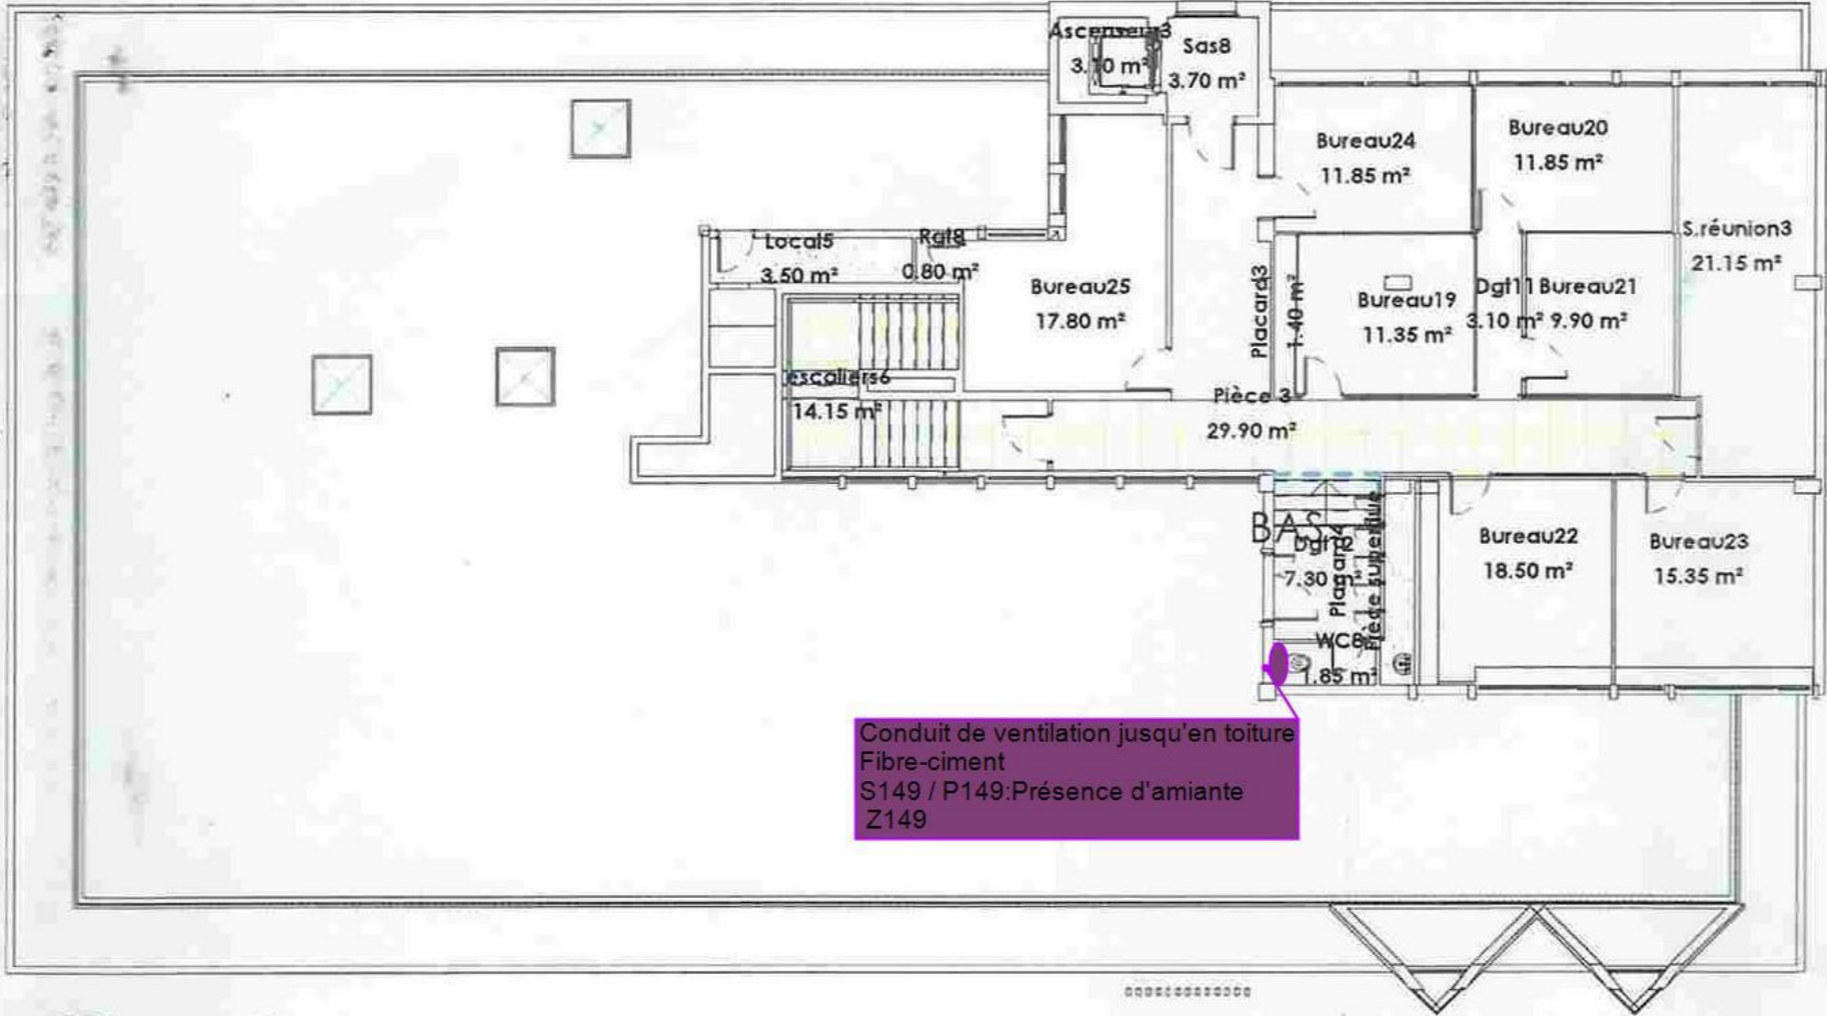 Ascenseur3
3.10 m²
Sas8
3.70 m²
Bureau24
11.85 m²
Bureau20
11.85 m²
S.réunion3
21.15 m²
Local5
3.50 m²
Rgt8
0.80 m²
Bureau25
17.80 m²
Placard3
1.40 m²
Bureau19
11.35 m²
Dgt11
3.10 m²
Bureau21
9.90 m²
escaliers6
14.15 m²
Pièce 3
29.90 m²
BAS
Dgt12
7.30 m²
Placard4
Pièce superflue
Bureau22
18.50 m²
Bureau23
15.35 m²
WC8
1.85 m²
Conduit de ventilation jusqu'en toiture
Fibre-ciment
S149 / P149:Présence d'amiante
Z149